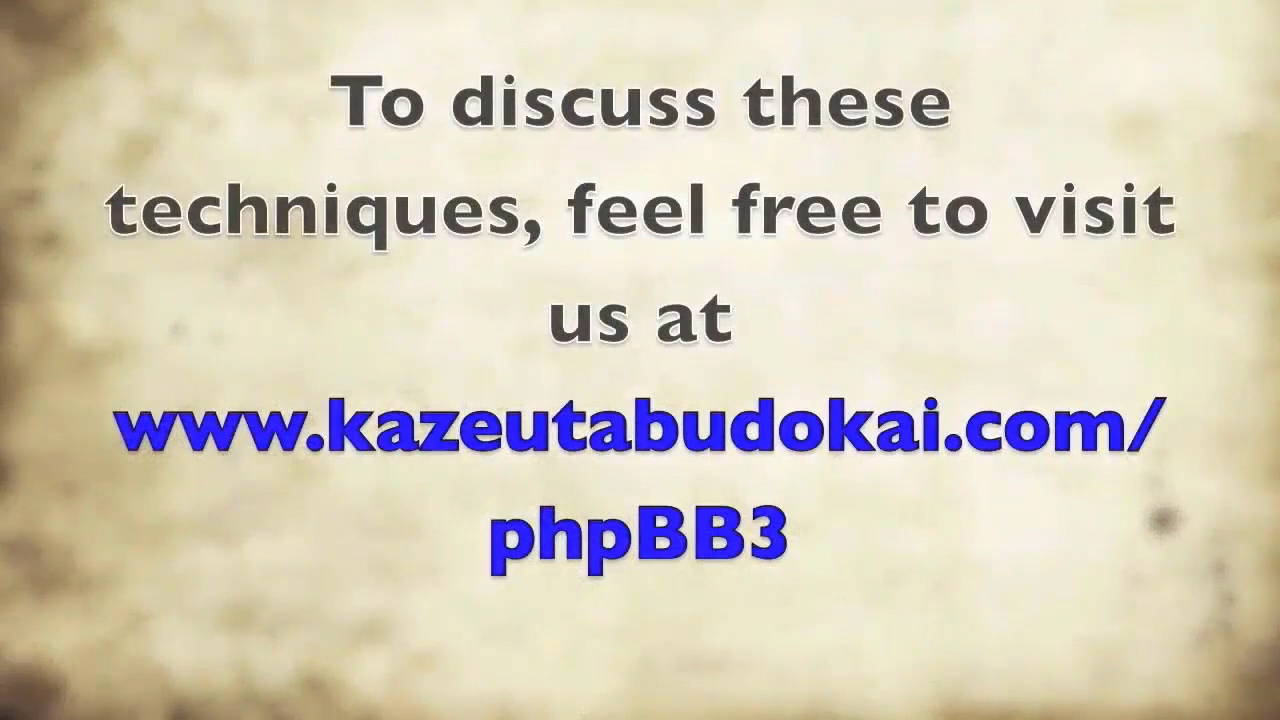 To discuss these
techniques, feel free to visit
us at
www.kazeutabudokai.com/
phpBB3